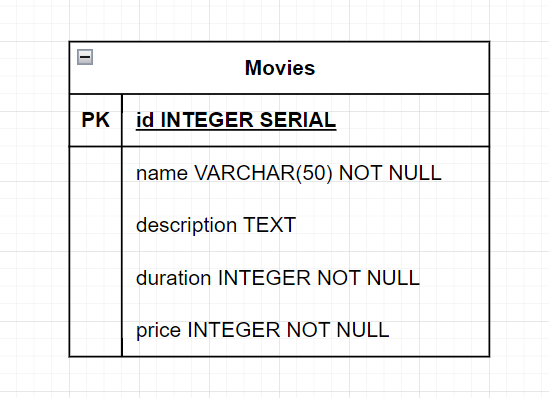 Movies
PK id INTEGER SERIAL
name VARCHAR(50) NOT NULL
description TEXT
duration INTEGER NOT NULL
price INTEGER NOT NULL